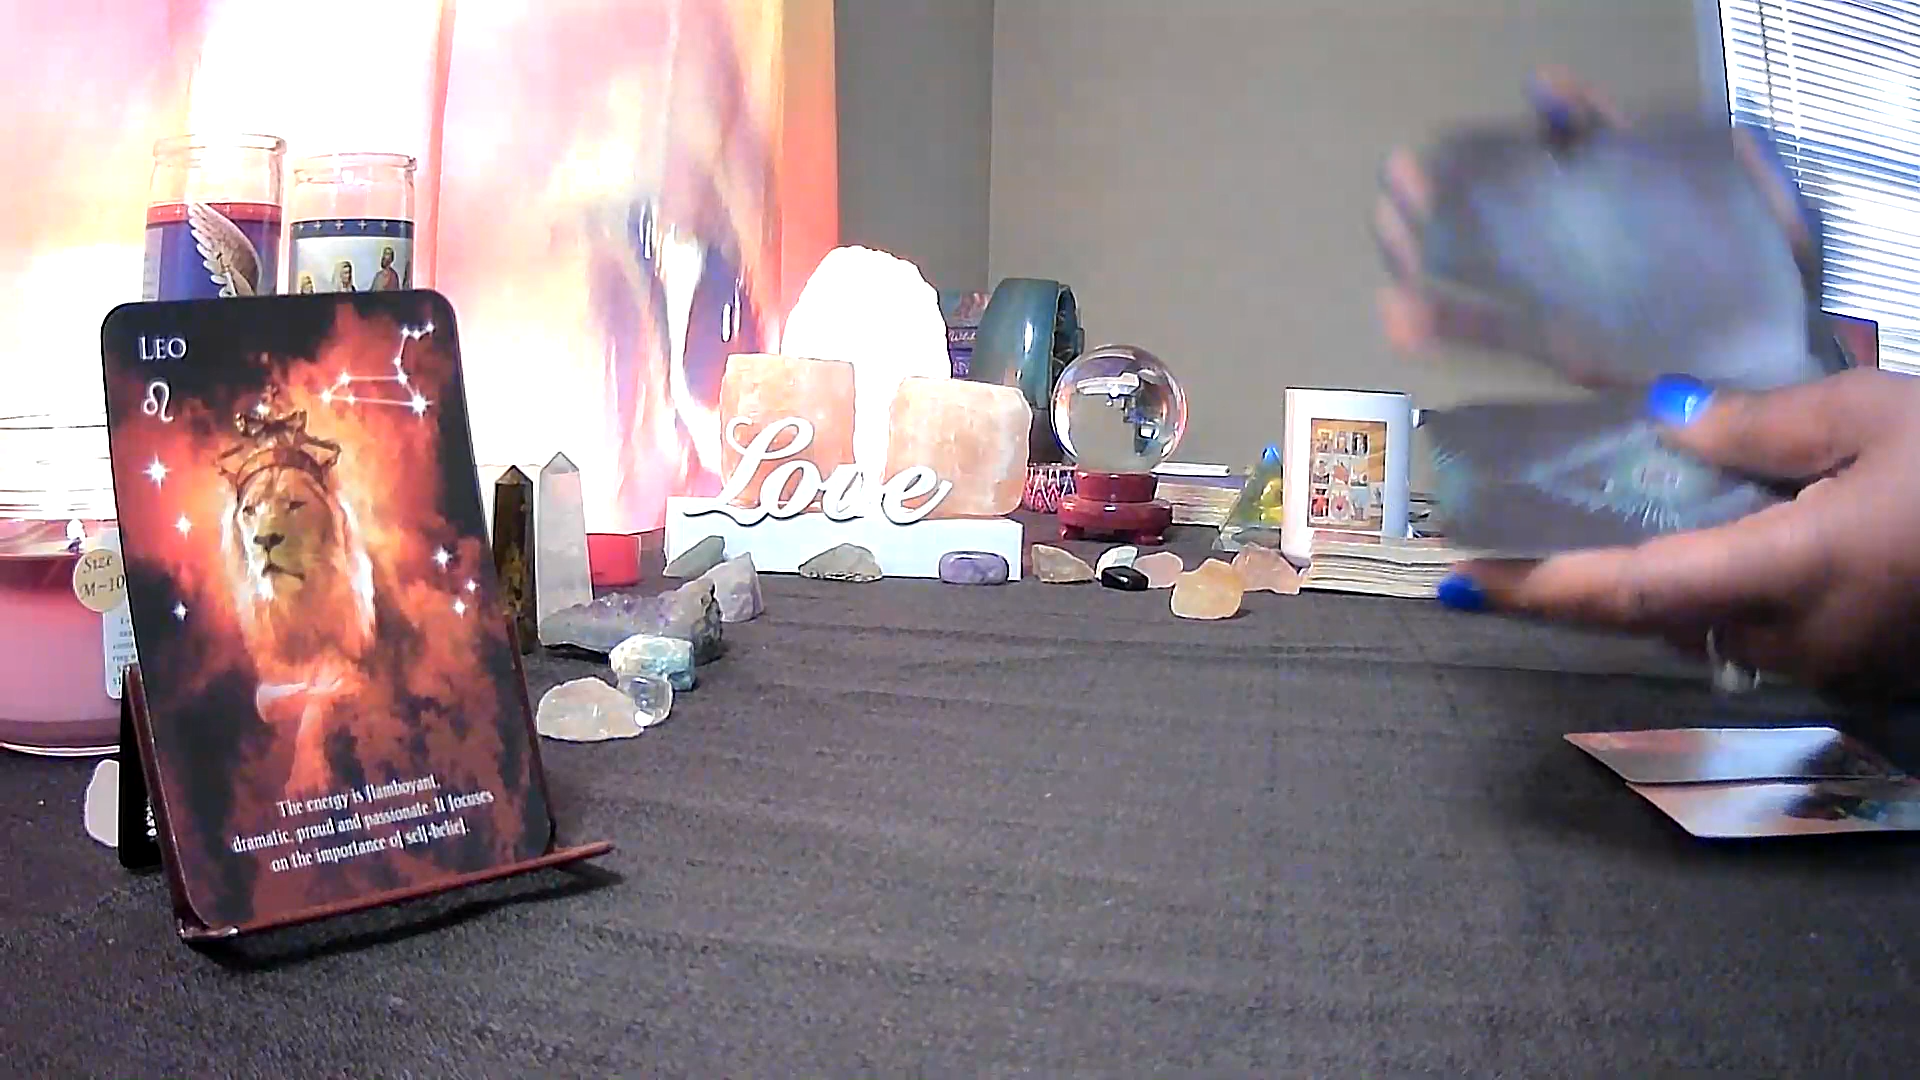 LEO
The energy is flamboyant,
dramatic, proud and passionate. It focuses
on the importance of self-belief.
Love
Size
M-10